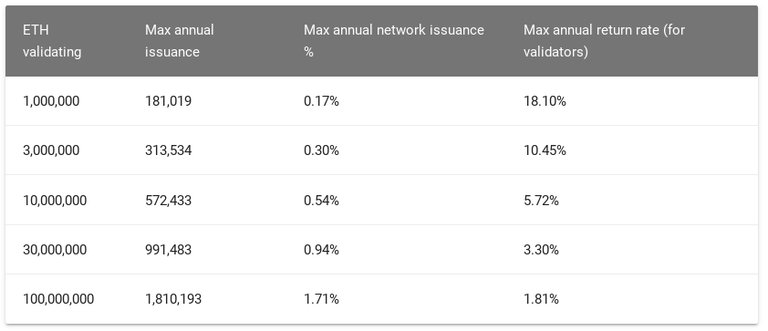 ETH validating	Max annual issuance	Max annual network issuance %	Max annual return rate (for validators)
1,000,000	181,019	0.17%	18.10%
3,000,000	313,534	0.30%	10.45%
10,000,000	572,433	0.54%	5.72%
30,000,000	991,483	0.94%	3.30%
100,000,000	1,810,193	1.71%	1.81%